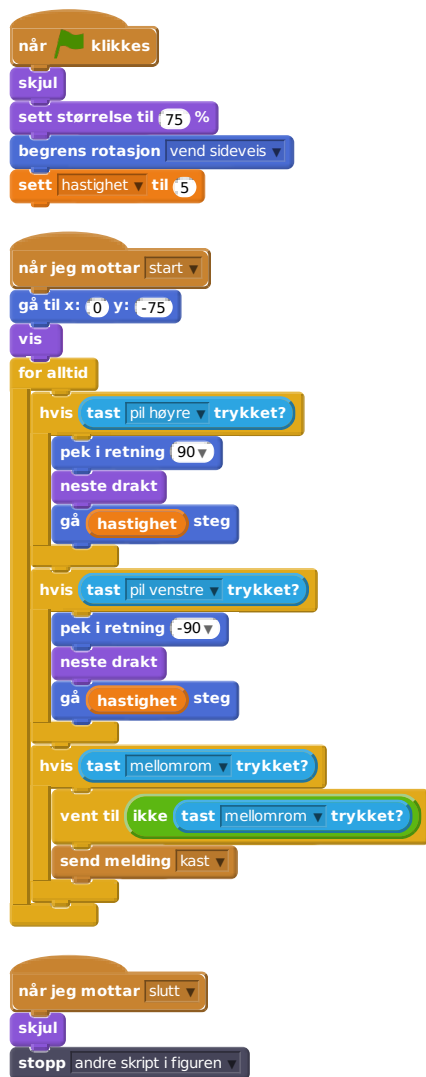 når klikkes
skjul
sett størrelse til 75 %
begrens rotasjon vend sideveis
sett hastighet til 5
når jeg mottar start
gå til x: 0 y: -75
vis
for alltid
hvis tast pil høyre trykket?
pek i retning 90
neste drakt
gå hastighet steg
hvis tast pil venstre trykket?
pek i retning -90
neste drakt
gå hastighet steg
hvis tast mellomrom trykket?
vent til ikke tast mellomrom trykket?
send melding kast
når jeg mottar slutt
skjul
stopp andre skript i figuren